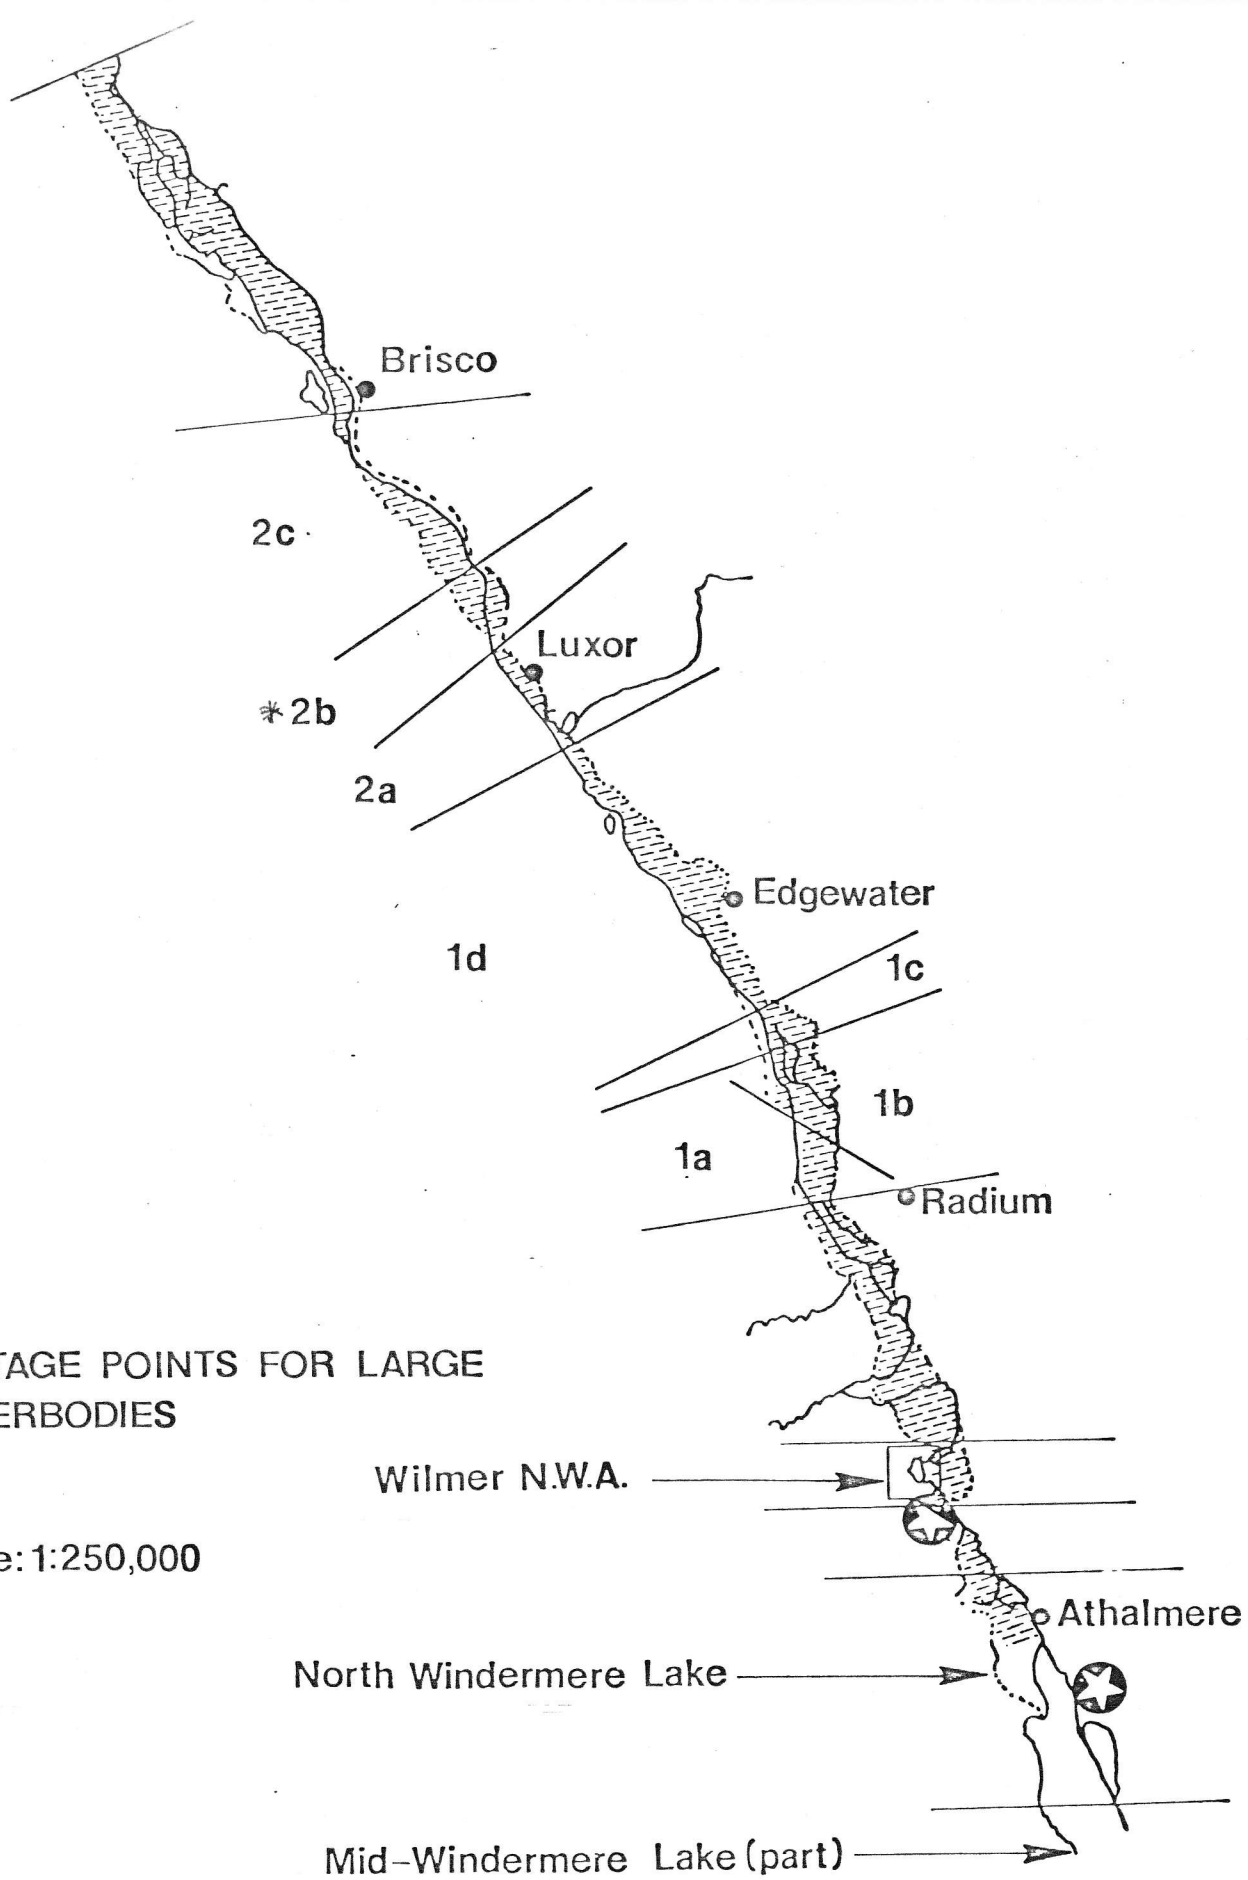 Brisco
2c
Luxor
*2b
2a
Edgewater
1d
1c
1b
1a
Radium
TAGE POINTS FOR LARGE
ERBODIES
Wilmer N.W.A.
e: 1:250,000
Athalmere
North Windermere Lake
Mid-Windermere Lake (part)